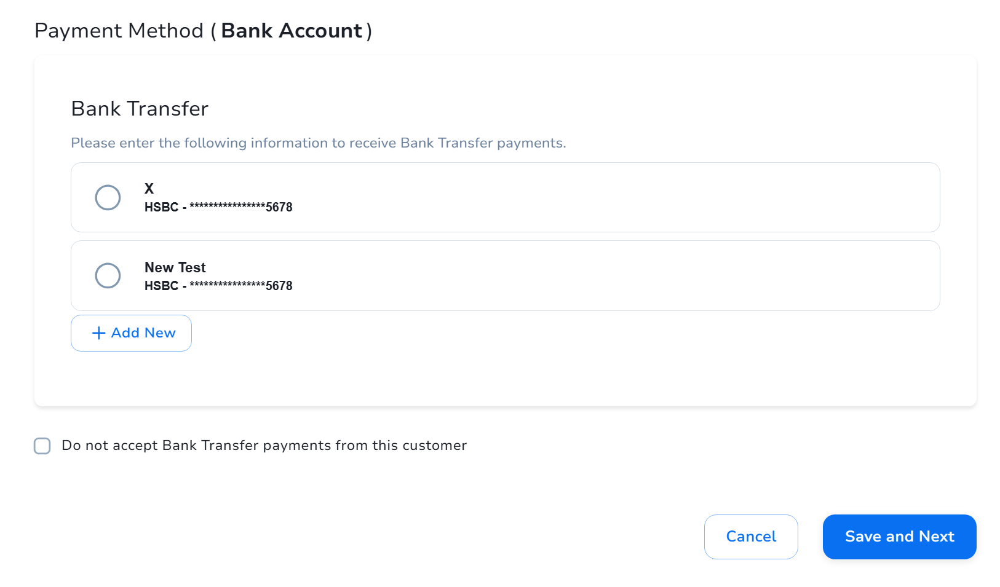 Payment Method ( Bank Account )
Bank Transfer
Please enter the following information to receive Bank Transfer payments.
X
HSBC - ****************5678
New Test
HSBC - ****************5678
+ Add New
Do not accept Bank Transfer payments from this customer
Cancel
Save and Next